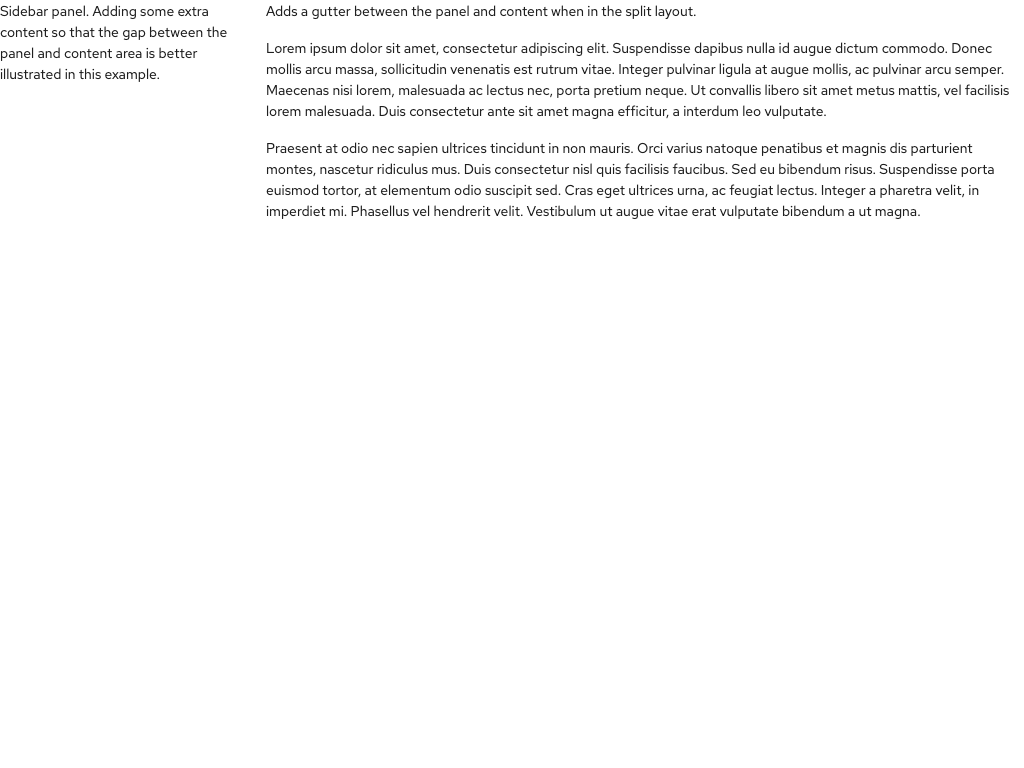 Sidebar panel. Adding some extra
content so that the gap between the
panel and content area is better
illustrated in this example.
Adds a gutter between the panel and content when in the split layout.
Lorem ipsum dolor sit amet, consectetur adipiscing elit. Suspendisse dapibus nulla id augue dictum commodo. Donec
mollis arcu massa, sollicitudin venenatis est rutrum vitae. Integer pulvinar ligula at augue mollis, ac pulvinar arcu semper.
Maecenas nisi lorem, malesuada ac lectus nec, porta pretium neque. Ut convallis libero sit amet metus mattis, vel facilisis
lorem malesuada. Duis consectetur ante sit amet magna efficitur, a interdum leo vulputate.
Praesent at odio nec sapien ultrices tincidunt in non mauris. Orci varius natoque penatibus et magnis dis parturient
montes, nascetur ridiculus mus. Duis consectetur nisl quis facilisis faucibus. Sed eu bibendum risus. Suspendisse porta
euismod tortor, at elementum odio suscipit sed. Cras eget ultrices urna, ac feugiat lectus. Integer a pharetra velit, in
imperdiet mi. Phasellus vel hendrerit velit. Vestibulum ut augue vitae erat vulputate bibendum a ut magna.